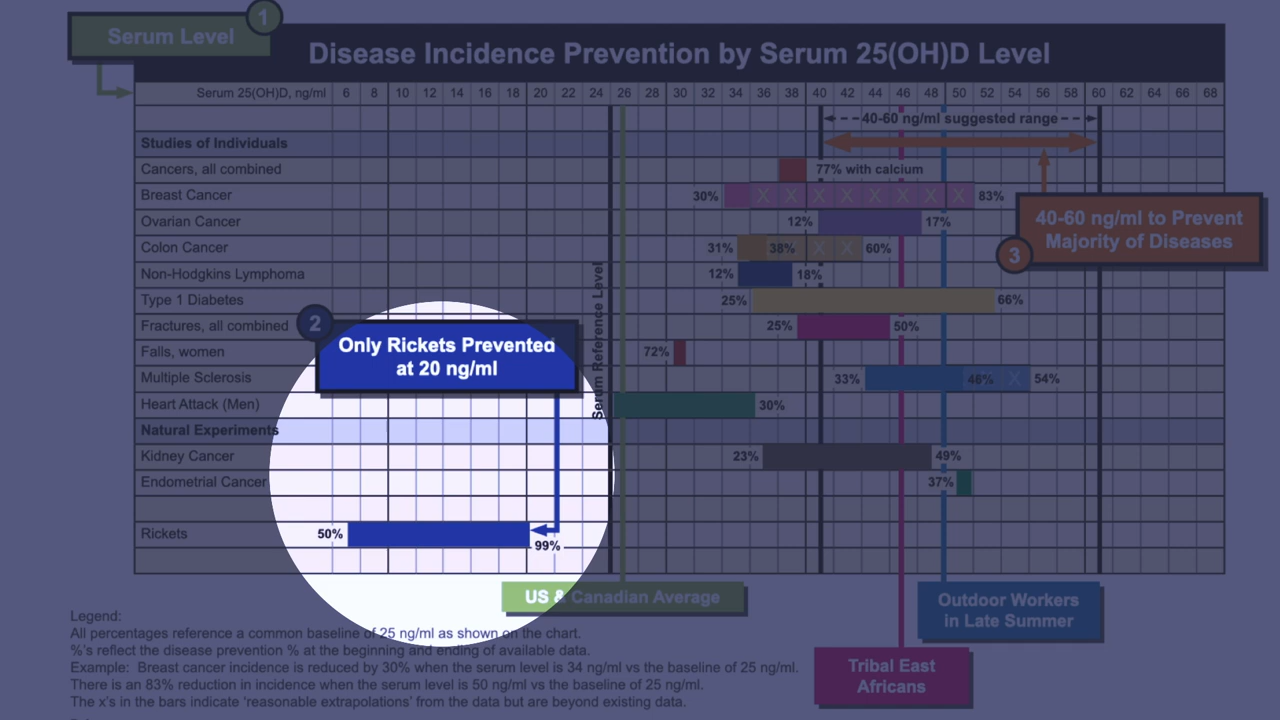 Serum Level
1
Disease Incidence Prevention by Serum 25(OH)D Level
Serum 25(OH)D, ng/ml 6 8 10 12 14 16 18 20 22 24 26 28 30 32 34 36 38 40 42 44 46 48 50 52 54 56 58 60 62 64 66 68
40-60 ng/ml suggested range
Studies of Individuals
Cancers, all combined 77% with calcium
Breast Cancer 30% X X X X X X X X 83%
Ovarian Cancer 12% 17%
Colon Cancer 31% 38% X X 60%
Non-Hodgkins Lymphoma 12% 18%
Type 1 Diabetes 25% 66%
Fractures, all combined 25% 50%
Falls, women 72%
Multiple Sclerosis 33% 46% X 54%
Heart Attack (Men) 30%
Natural Experiments
Kidney Cancer 23% 49%
Endometrial Cancer 37%
Rickets 50% 99%
Serum Reference Level
2
Only Rickets Prevented
at 20 ng/ml
40-60 ng/ml to Prevent
Majority of Diseases
3
US & Canadian Average
Outdoor Workers
in Late Summer
Tribal East
Africans
Legend:
All percentages reference a common baseline of 25 ng/ml as shown on the chart.
%'s reflect the disease prevention % at the beginning and ending of available data.
Example: Breast cancer incidence is reduced by 30% when the serum level is 34 ng/ml vs the baseline of 25 ng/ml.
There is an 83% reduction in incidence when the serum level is 50 ng/ml vs the baseline of 25 ng/ml.
The x's in the bars indicate 'reasonable extrapolations' from the data but are beyond existing data.